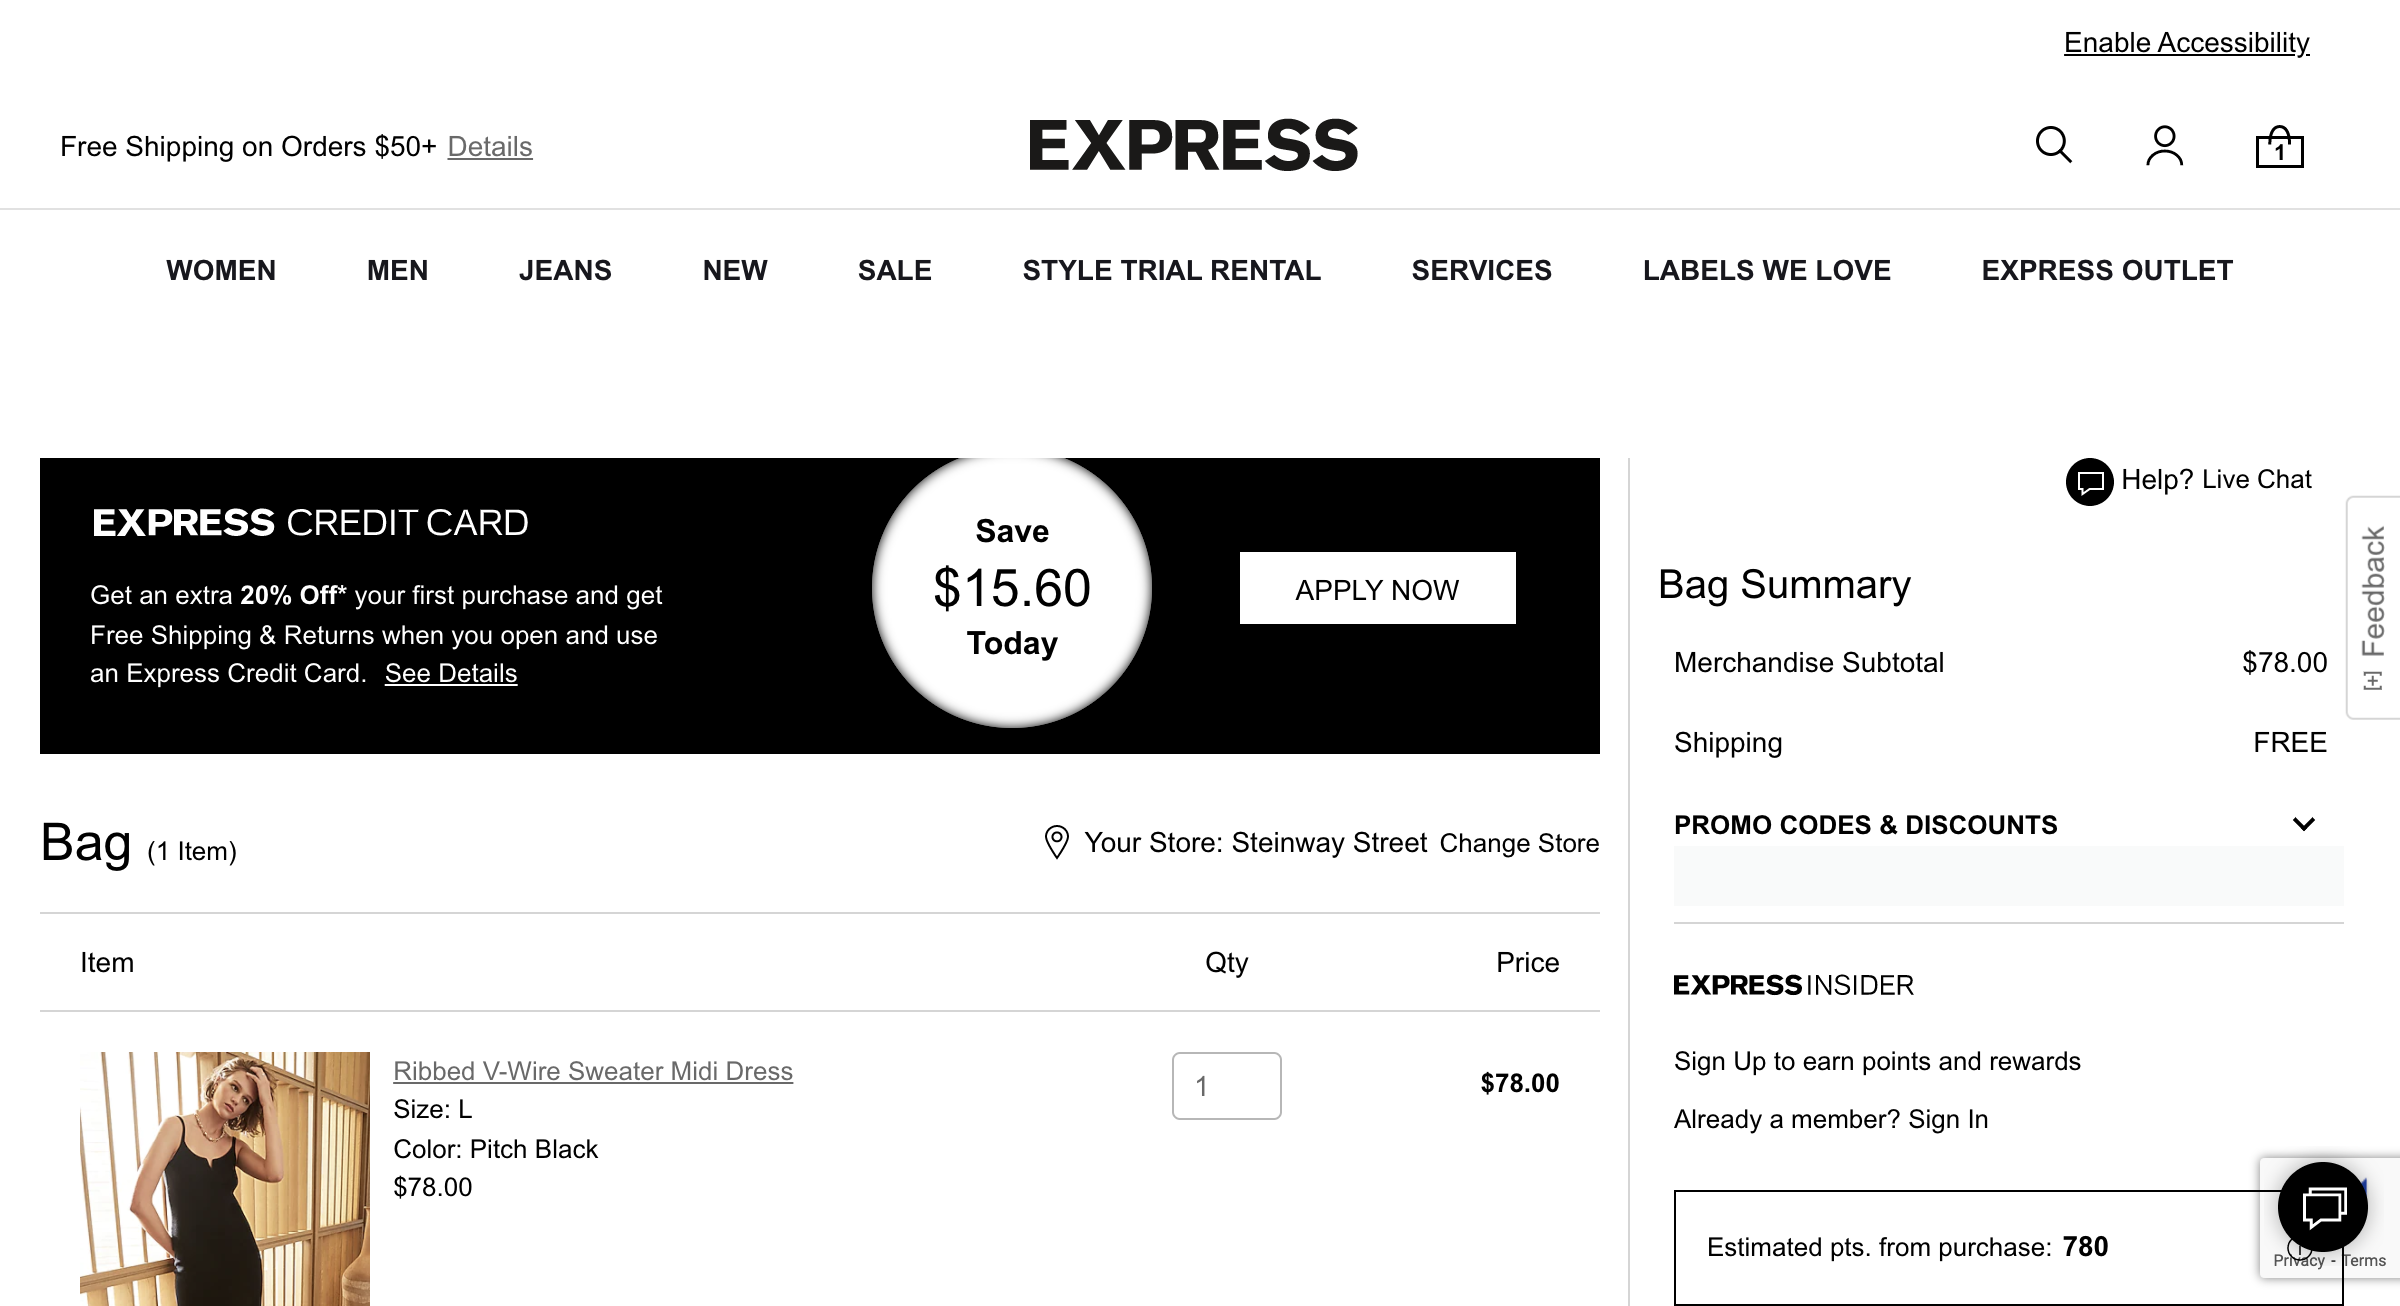 Enable Accessibility
Free Shipping on Orders $50+ Details
EXPRESS
1
WOMEN MEN JEANS NEW SALE STYLE TRIAL RENTAL SERVICES LABELS WE LOVE EXPRESS OUTLET
EXPRESS CREDIT CARD
Get an extra 20% Off* your first purchase and get
Free Shipping & Returns when you open and use
an Express Credit Card. See Details
Save
$15.60
Today
APPLY NOW
Help? Live Chat
[+] Feedback
Bag Summary
Merchandise Subtotal $78.00
Shipping FREE
PROMO CODES & DISCOUNTS
Bag (1 Item)
Your Store: Steinway Street Change Store
Item Qty Price
Ribbed V-Wire Sweater Midi Dress
Size: L
Color: Pitch Black
$78.00
1
$78.00
EXPRESS INSIDER
Sign Up to earn points and rewards
Already a member? Sign In
Estimated pts. from purchase: 780
Privacy - Terms